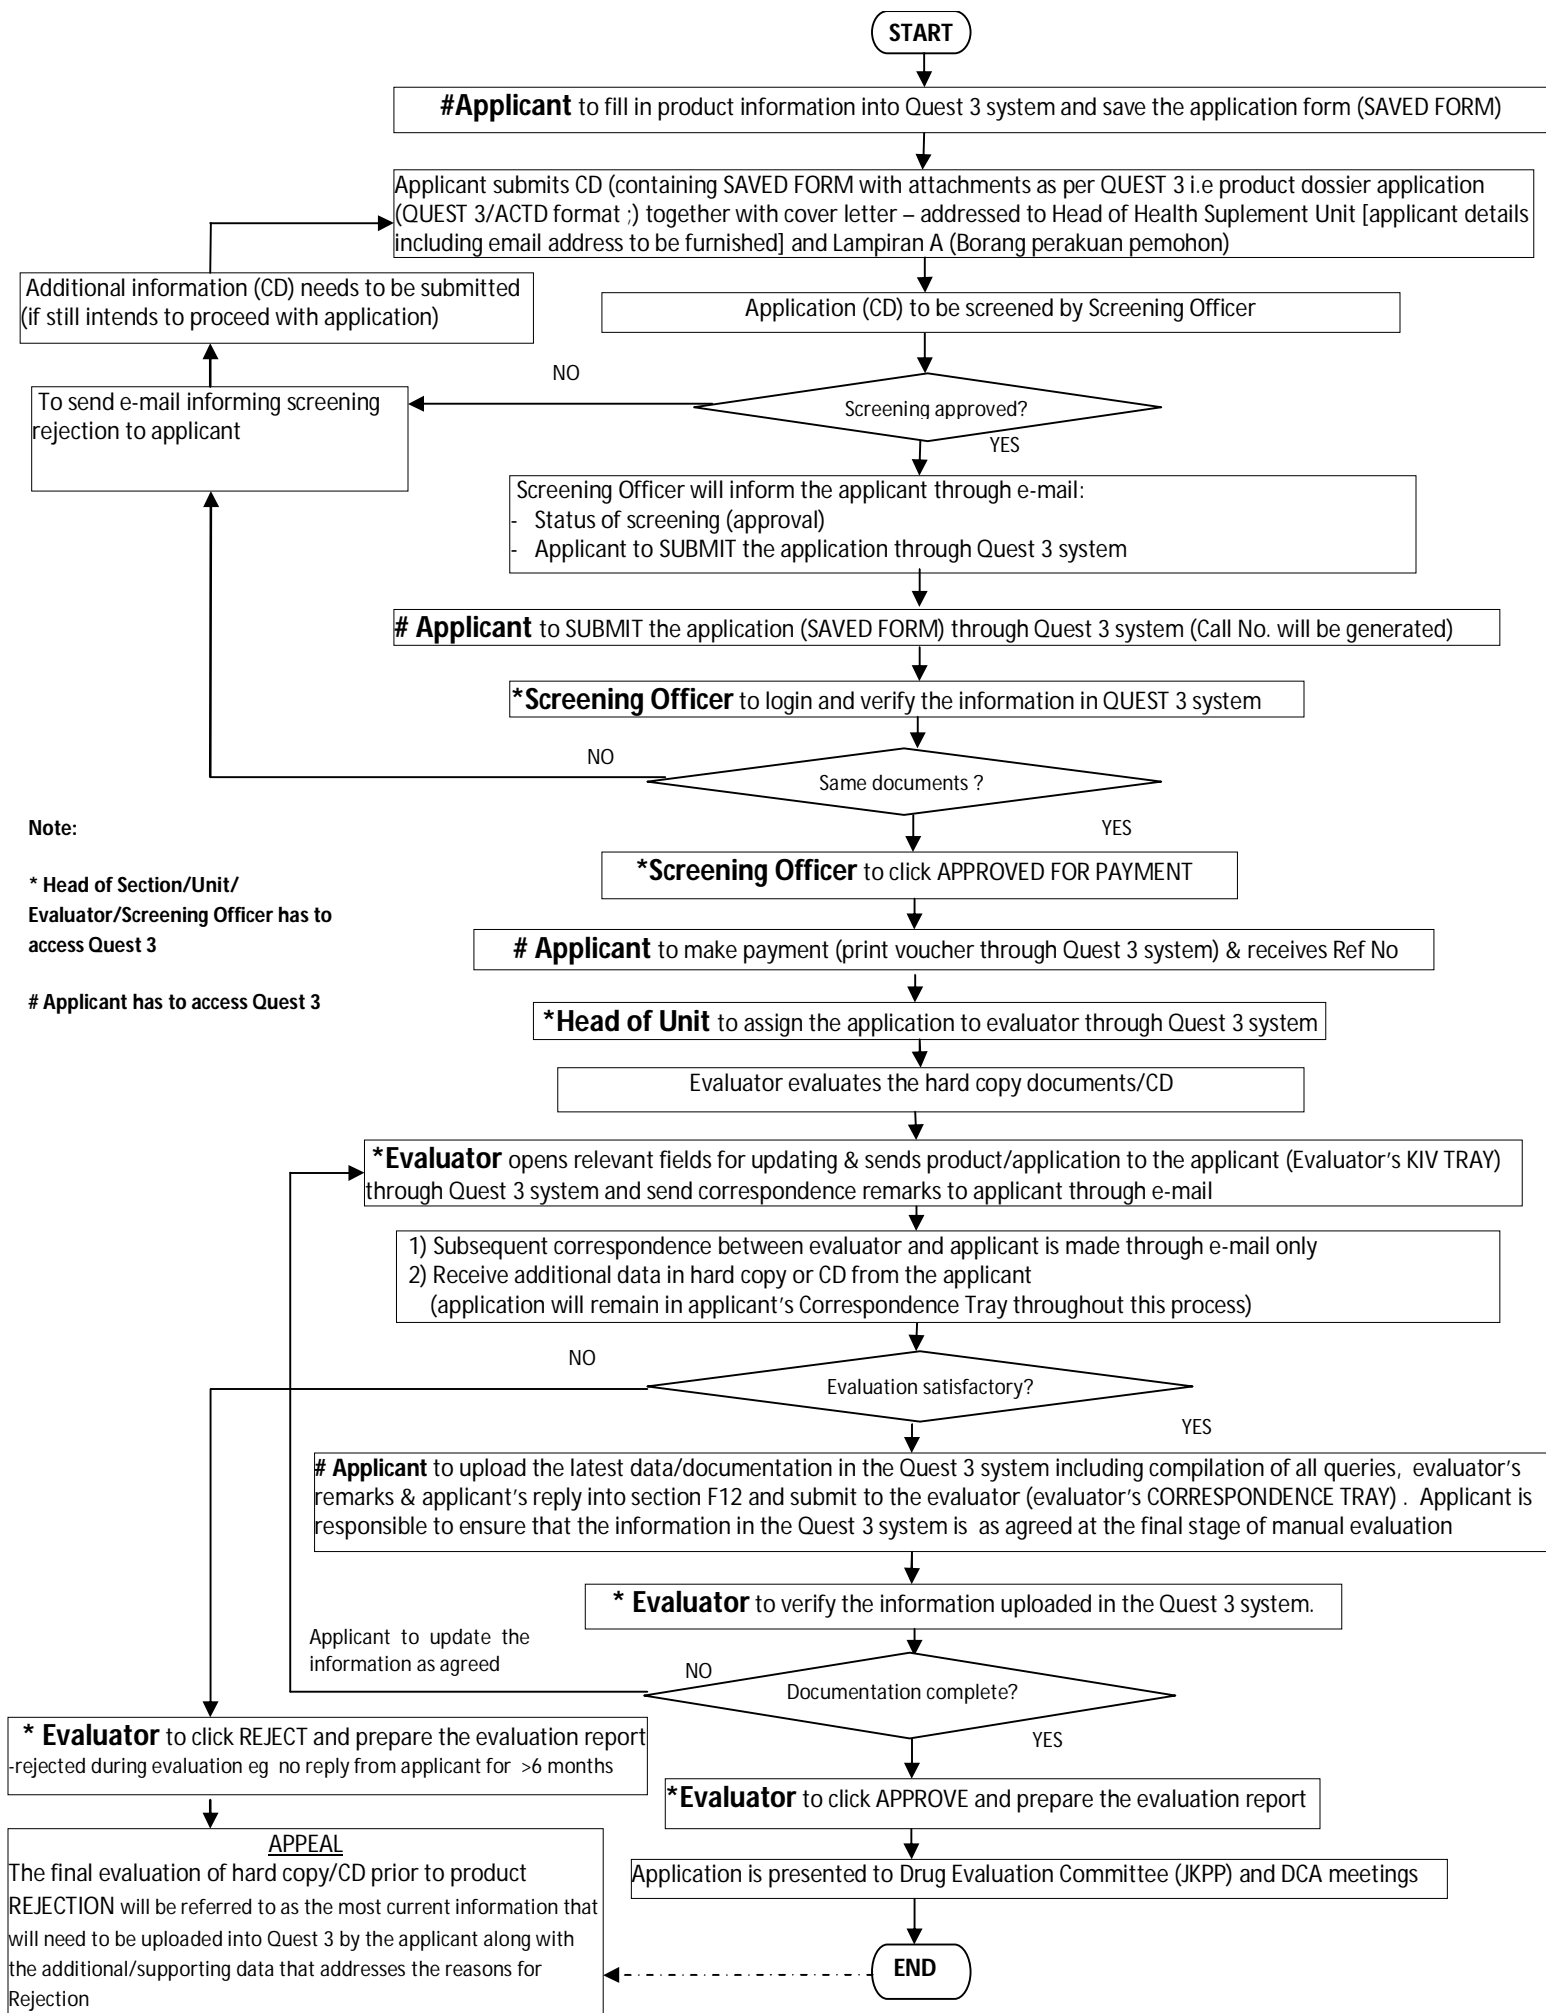 START
#Applicant to fill in product information into Quest 3 system and save the application form (SAVED FORM)
Applicant submits CD (containing SAVED FORM with attachments as per QUEST 3 i.e product dossier application
(QUEST 3/ACTD format ;) together with cover letter – addressed to Head of Health Suplement Unit [applicant details
including email address to be furnished] and Lampiran A (Borang perakuan pemohon)
Additional information (CD) needs to be submitted
(if still intends to proceed with application)
Application (CD) to be screened by Screening Officer
NO
To send e-mail informing screening
rejection to applicant
Screening approved?
YES
Screening Officer will inform the applicant through e-mail:
- Status of screening (approval)
- Applicant to SUBMIT the application through Quest 3 system
# Applicant to SUBMIT the application (SAVED FORM) through Quest 3 system (Call No. will be generated)
*Screening Officer to login and verify the information in QUEST 3 system
NO
Same documents ?
YES
Note:
* Head of Section/Unit/
Evaluator/Screening Officer has to
access Quest 3
# Applicant has to access Quest 3
*Screening Officer to click APPROVED FOR PAYMENT
# Applicant to make payment (print voucher through Quest 3 system) & receives Ref No
*Head of Unit to assign the application to evaluator through Quest 3 system
Evaluator evaluates the hard copy documents/CD
*Evaluator opens relevant fields for updating & sends product/application to the applicant (Evaluator’s KIV TRAY)
through Quest 3 system and send correspondence remarks to applicant through e-mail
1) Subsequent correspondence between evaluator and applicant is made through e-mail only
2) Receive additional data in hard copy or CD from the applicant
(application will remain in applicant’s Correspondence Tray throughout this process)
NO
Evaluation satisfactory?
YES
# Applicant to upload the latest data/documentation in the Quest 3 system including compilation of all queries, evaluator’s
remarks & applicant’s reply into section F12 and submit to the evaluator (evaluator’s CORRESPONDENCE TRAY) . Applicant is
responsible to ensure that the information in the Quest 3 system is as agreed at the final stage of manual evaluation
* Evaluator to verify the information uploaded in the Quest 3 system.
Applicant to update the
information as agreed
NO
Documentation complete?
YES
* Evaluator to click REJECT and prepare the evaluation report
-rejected during evaluation eg no reply from applicant for >6 months
*Evaluator to click APPROVE and prepare the evaluation report
APPEAL
The final evaluation of hard copy/CD prior to product
REJECTION will be referred to as the most current information that
will need to be uploaded into Quest 3 by the applicant along with
the additional/supporting data that addresses the reasons for
Rejection
Application is presented to Drug Evaluation Committee (JKPP) and DCA meetings
END